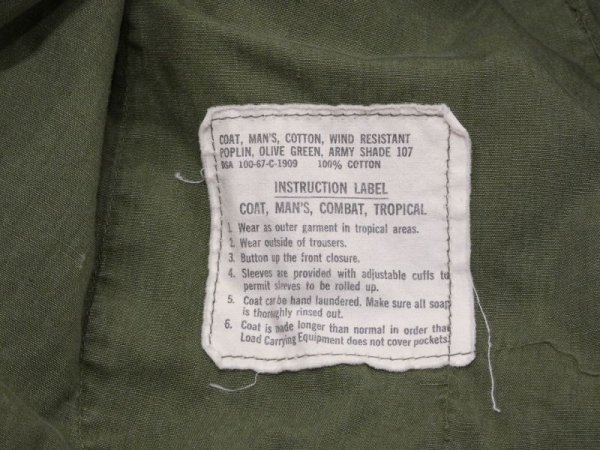 COAT, MAN'S, COTTON, WIND RESISTANT
POPLIN, OLIVE GREEN, ARMY SHADE 107
DSA 100-67-C-1909 100% COTTON
INSTRUCTION LABEL
COAT, MAN'S, COMBAT, TROPICAL
1. Wear as outer garment in tropical areas.
2. Wear outside of trousers.
3. Button up the front closure.
4. Sleeves are provided with adjustable cuffs to
permit sleeves to be rolled up.
5. Coat can be hand laundered. Make sure all soap
is thoroughly rinsed out.
6. Coat is made longer than normal in order that
Load Carrying Equipment does not cover pockets.